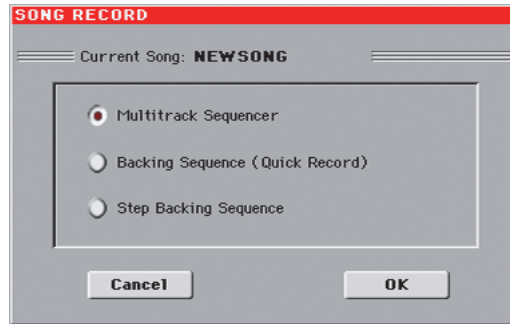 SONG RECORD
Current Song: NEWSONG
Multitrack Sequencer
Backing Sequence (Quick Record)
Step Backing Sequence
Cancel OK